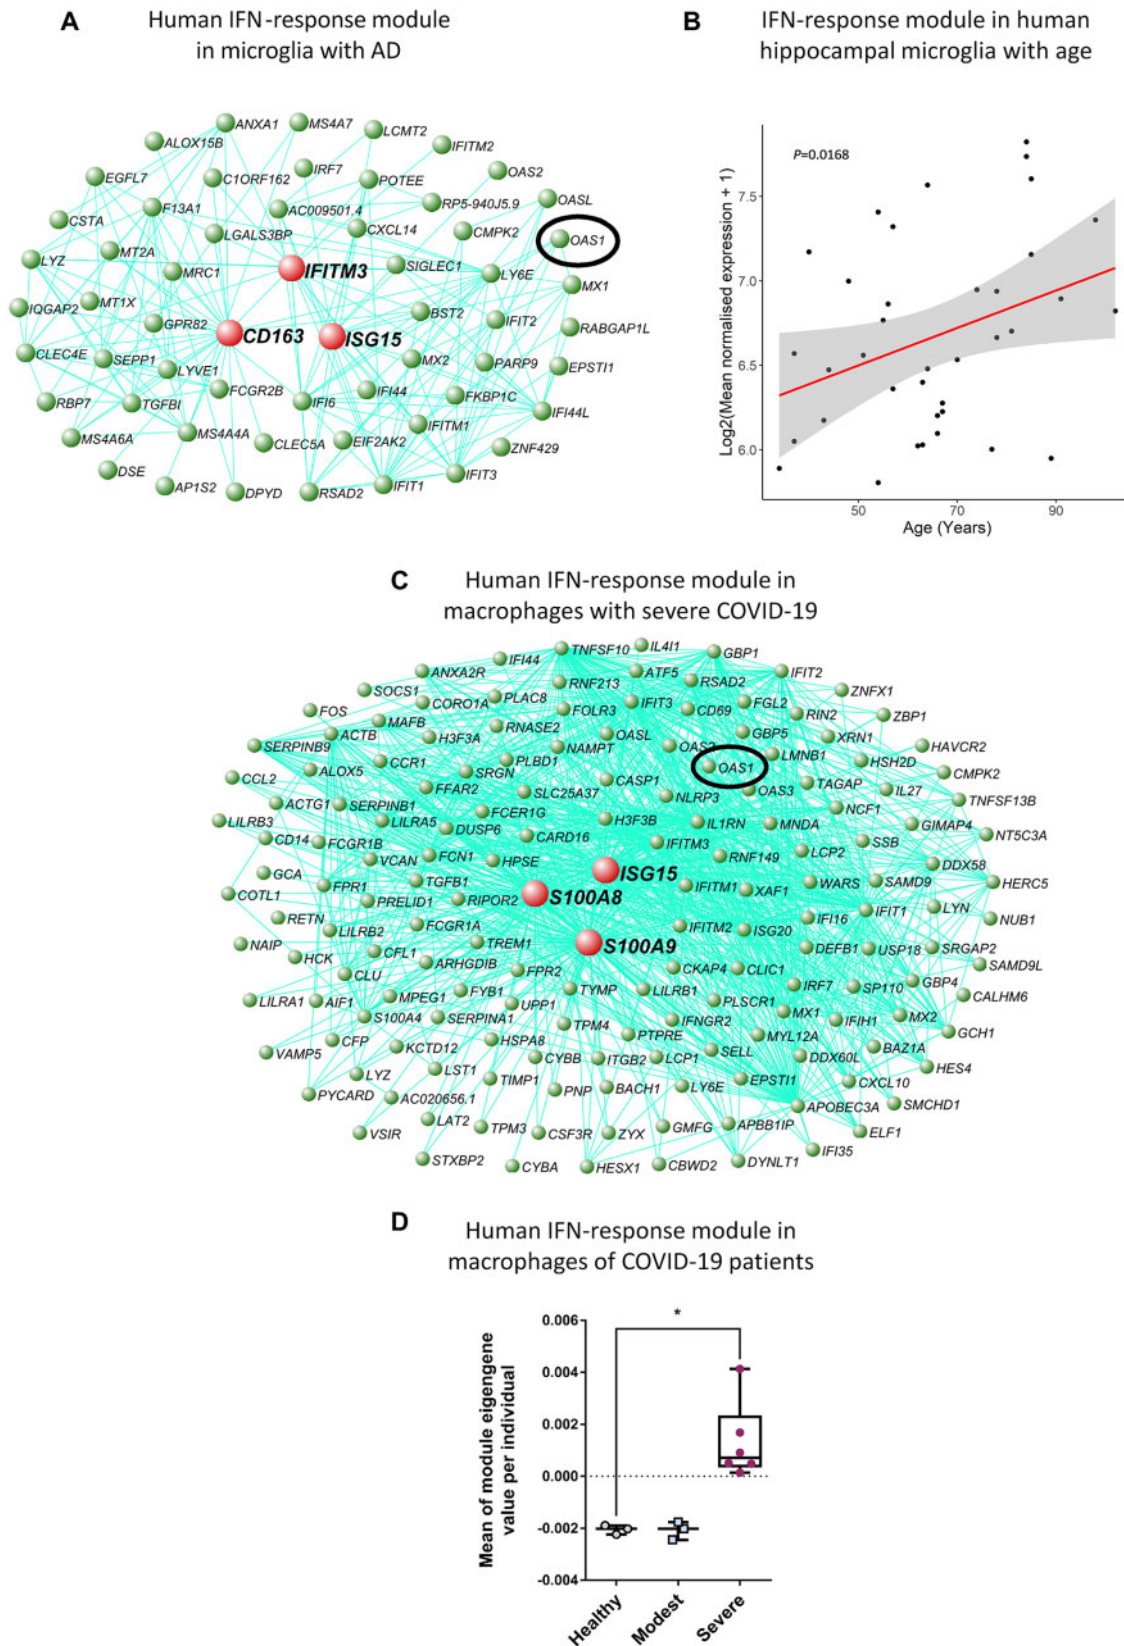 A
Human IFN-response module
in microglia with AD
ANXA1
MS4A7
LCMT2
ALOX15B
IFITM2
EGFL7
C1ORF162
IRF7
POTEE
OAS2
F13A1
AC009501.4
RP5-940J5.9
OASL
CSTA
LGALS3BP
CXCL14
CMPK2
OAS1
LYZ
MT2A
MRC1
IFITM3
SIGLEC1
LY6E
MX1
IQGAP2
MT1X
GPR82
BST2
IFIT2
RABGAP1L
CD163
ISG15
CLEC4E
SEPP1
LYVE1
MX2
PARP9
EPSTI1
RBP7
TGFBI
FCGR2B
IFI6
IFI44
FKBP1C
IFI44L
MS4A6A
MS4A4A
CLEC5A
EIF2AK2
IFITM1
ZNF429
DSE
AP1S2
DPYD
RSAD2
IFIT1
IFIT3
B
IFN-response module in human
hippocampal microglia with age
P=0.0168
Log2(Mean normalised expression + 1)
7.5
7.0
6.5
6.0
50
70
90
Age (Years)
C
Human IFN-response module in
macrophages with severe COVID-19
TNFSF10
IL4I1
GBP1
IFI44
ANXA2R
ATF5
IFIT2
SOCS1
CORO1A
PLAC8
RNF213
RSAD2
ZNFX1
FOS
MAFB
RNASE2
FOLR3
IFIT3
CD69
FGL2
RIN2
ZBP1
SERPINB9
ACTB
H3F3A
NAMPT
OASL
OAS2
GBP5
LMNB1
XRN1
HAVCR2
CCL2
ALOX5
CCR1
SRGN
PLBD1
CASP1
OAS1
HSH2D
CMPK2
FFAR2
SLC25A37
NLRP3
OAS3
TAGAP
IL27
TNFSF13B
LILRB3
ACTG1
SERPINB1
LILRA5
FCER1G
H3F3B
IL1RN
MNDA
NCF1
GIMAP4
NT5C3A
CD14
FCGR1B
DUSP6
CARD16
IFITM3
SSB
GCA
VCAN
FCN1
HPSE
RNF149
LCP2
DDX58
COTL1
FPR1
TGFB1
ISG15
IFITM1
XAF1
WARS
SAMD9
HERC5
RETN
PRELID1
RIPOR2
S100A8
IFI16
IFIT1
LYN
NUB1
NAIP
LILRB2
FCGR1A
TREM1
S100A9
IFITM2
ISG20
DEFB1
USP18
SRGAP2
HCK
CFL1
ARHGDIB
FPR2
CKAP4
CLIC1
SAMD9L
LILRA1
AIF1
CLU
MPEG1
FYB1
UPP1
TYMP
LILRB1
PLSCR1
IRF7
SP110
GBP4
CALHM6
S100A4
SERPINA1
TPM4
PTPRE
IFNGR2
MX1
IFIH1
MX2
GCH1
VAMP5
CFP
KCTD12
HSPA8
CYBB
ITGB2
LCP1
SELL
MYL12A
DDX60L
BAZ1A
HES4
PYCARD
LYZ
LST1
TIMP1
PNP
BACH1
LY6E
EPSTI1
CXCL10
AC020656.1
APOBEC3A
SMCHD1
VSIR
LAT2
TPM3
CSF3R
ZYX
GMFG
APBB1IP
ELF1
STXBP2
CYBA
HESX1
CBWD2
DYNLT1
IFI35
D
Human IFN-response module in
macrophages of COVID-19 patients
Mean of module eigengene
value per individual
0.006
0.004
0.002
0.000
-0.002
-0.004
*
Healthy
Modest
Severe